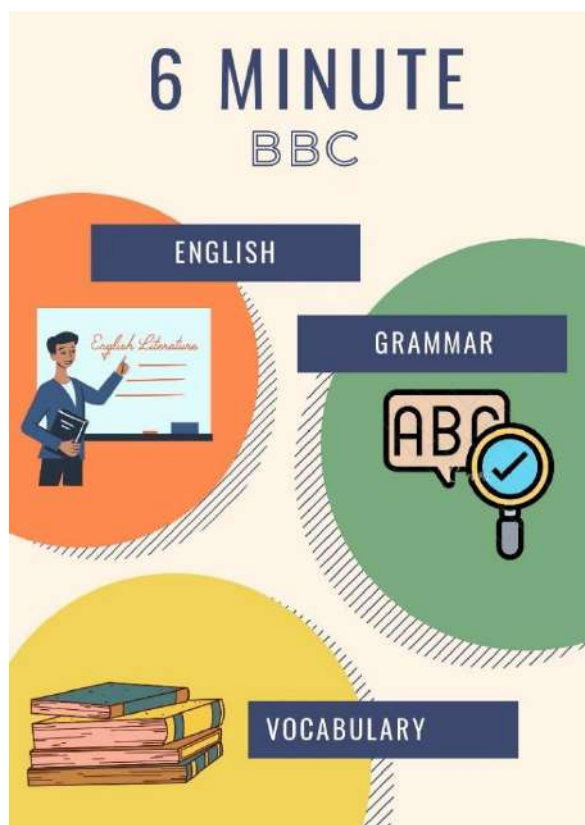 6 MINUTE
BBC
ENGLISH
English Literature
GRAMMAR
ABC
VOCABULARY